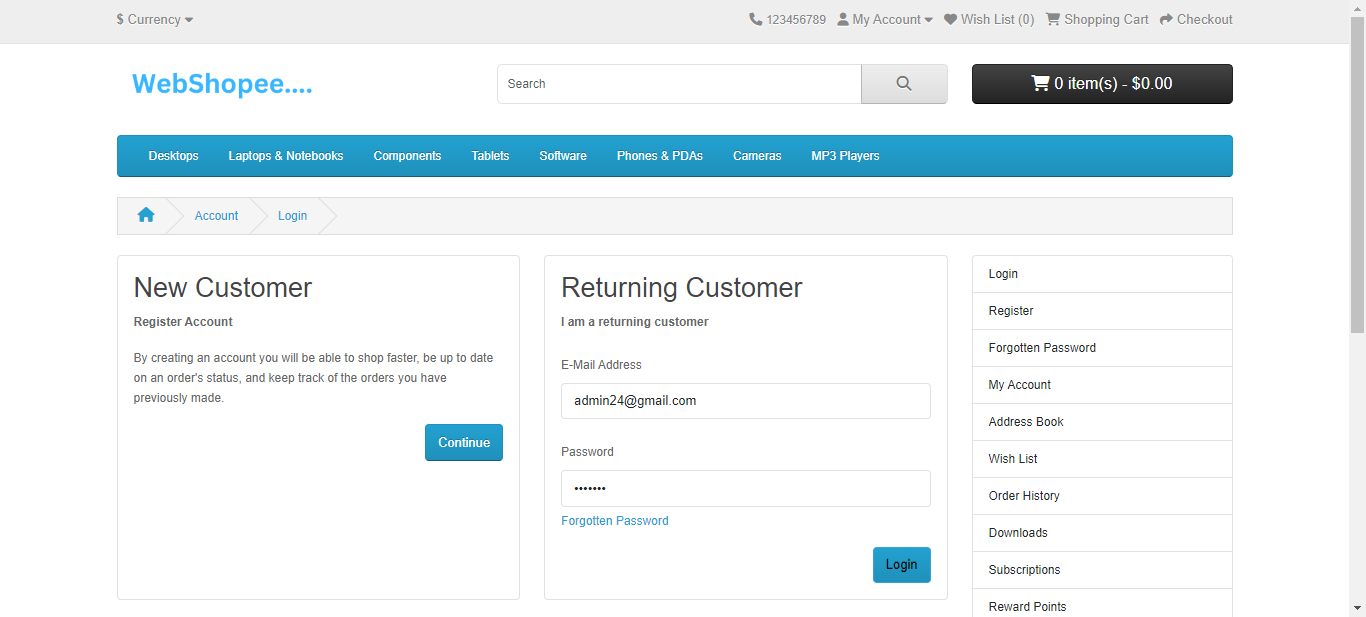 $ Currency
123456789 My Account Wish List (0) Shopping Cart Checkout
WebShopee....
Search
0 item(s) - $0.00
Desktops Laptops & Notebooks Components Tablets Software Phones & PDAs Cameras MP3 Players
Account Login
New Customer
Register Account
By creating an account you will be able to shop faster, be up to date
on an order's status, and keep track of the orders you have
previously made.
Continue
Returning Customer
I am a returning customer
E-Mail Address
admin24@gmail.com
Password
•••••••
Forgotten Password
Login
Login
Register
Forgotten Password
My Account
Address Book
Wish List
Order History
Downloads
Subscriptions
Reward Points